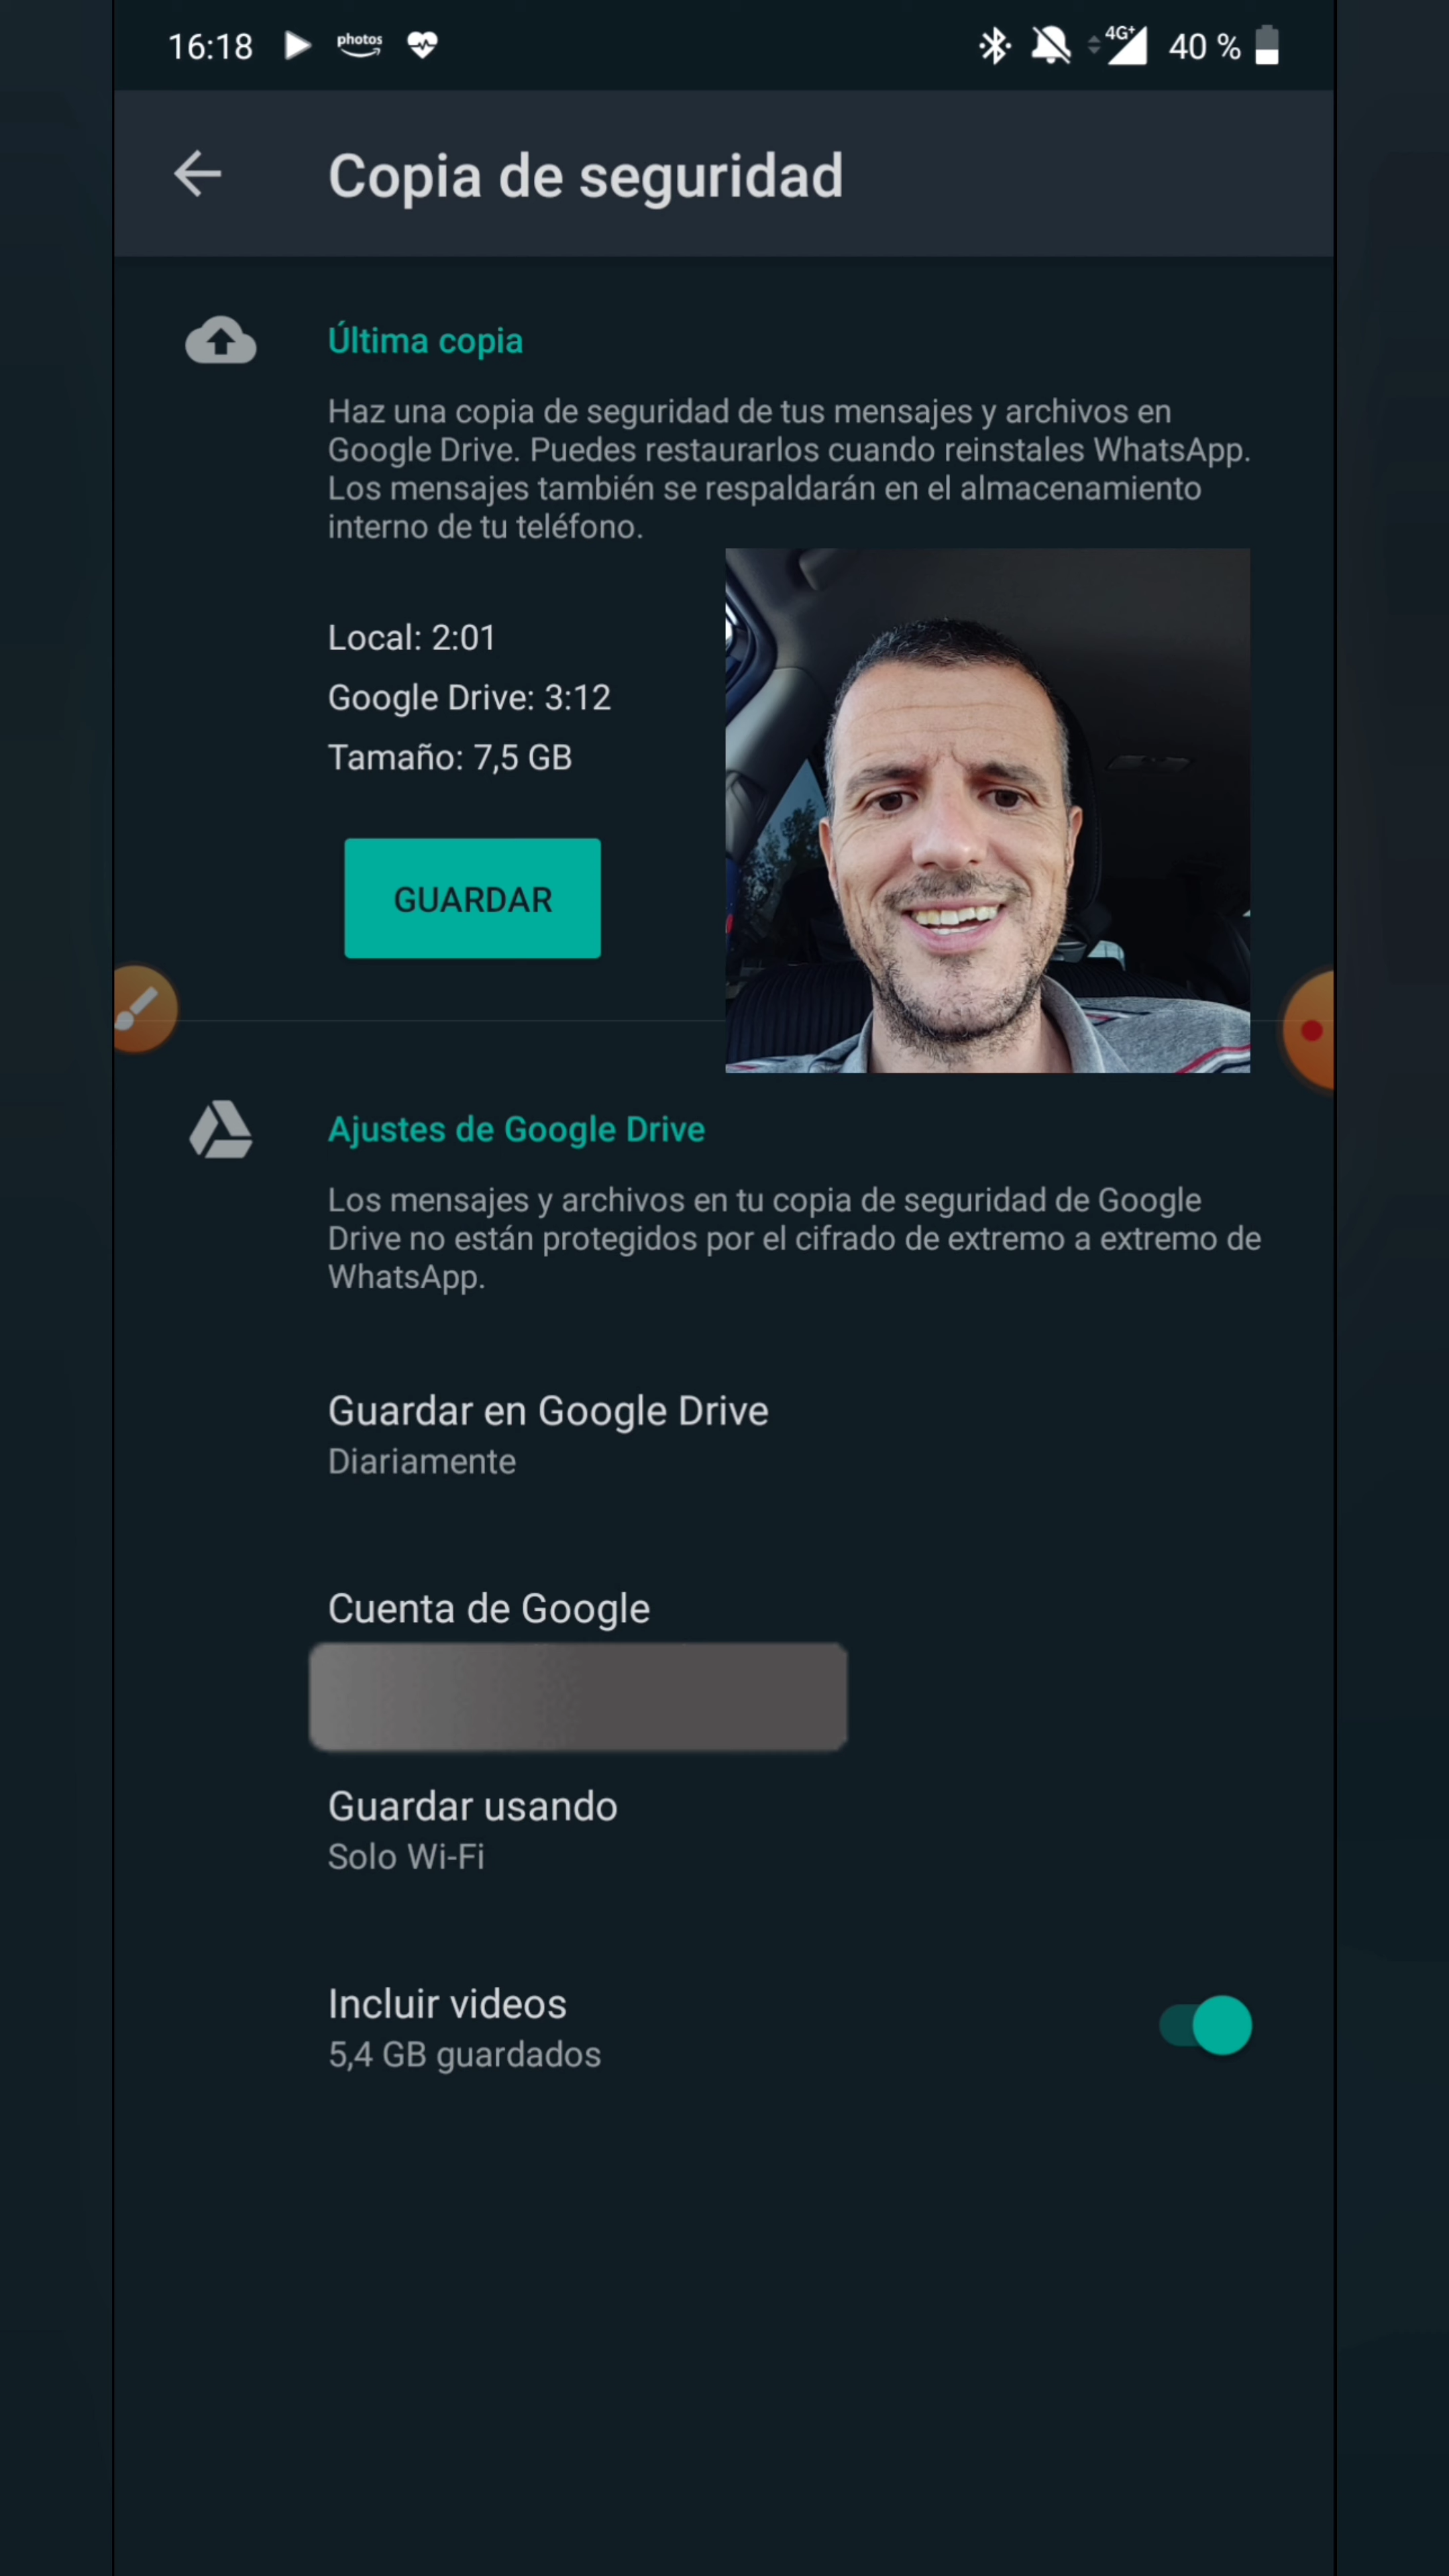 16:18 photos 4G+ 40 %
Copia de seguridad
Última copia
Haz una copia de seguridad de tus mensajes y archivos en
Google Drive. Puedes restaurarlos cuando reinstales WhatsApp.
Los mensajes también se respaldarán en el almacenamiento
interno de tu teléfono.
Local: 2:01
Google Drive: 3:12
Tamaño: 7,5 GB
GUARDAR
Ajustes de Google Drive
Los mensajes y archivos en tu copia de seguridad de Google
Drive no están protegidos por el cifrado de extremo a extremo de
WhatsApp.
Guardar en Google Drive
Diariamente
Cuenta de Google
Guardar usando
Solo Wi-Fi
Incluir videos
5,4 GB guardados